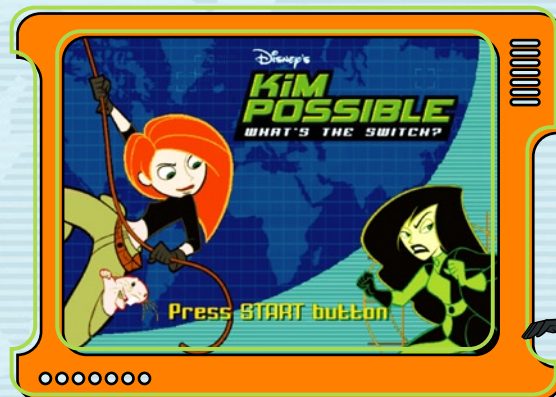 Disney's
KiM
POSSIBLE
WHAT'S THE SWITCH?
Press START button